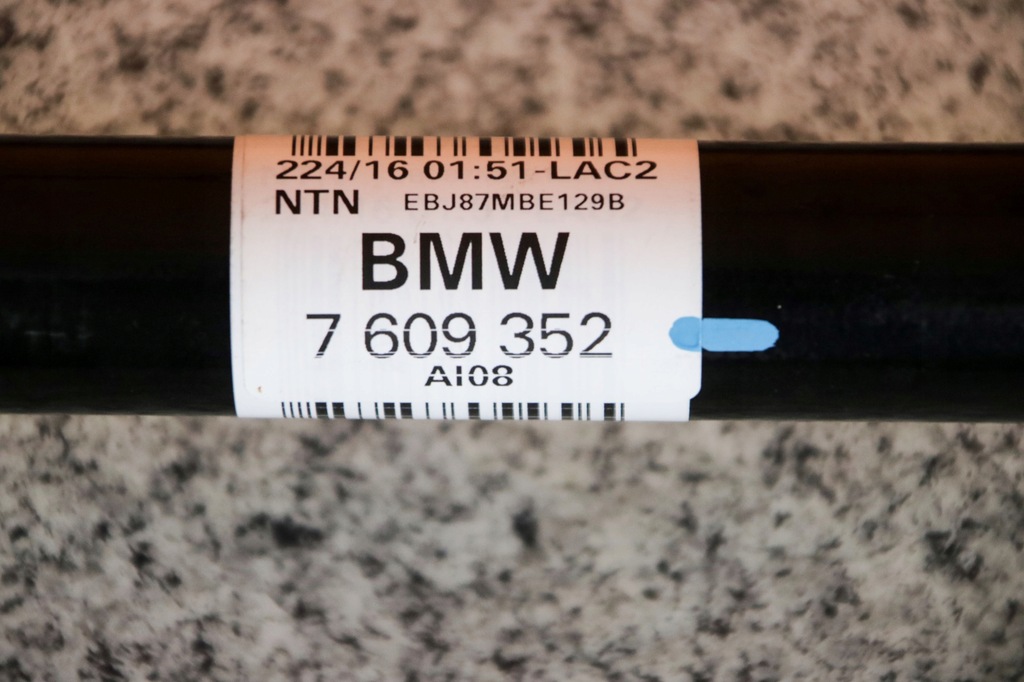 224/16 01:51-LAC2
NTN EBJ87MBE129B
BMW
7 609 352
AI08